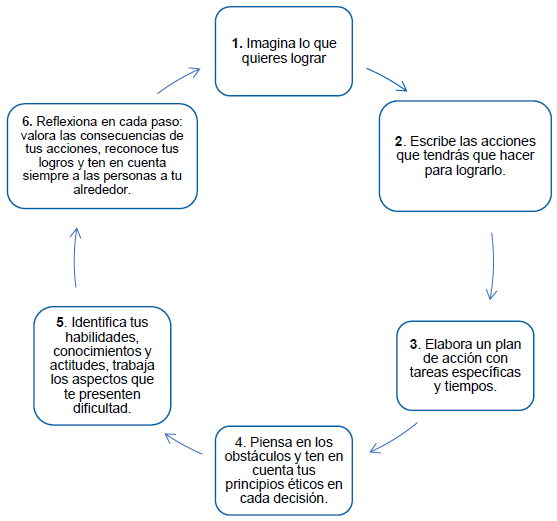 1. Imagina lo que
quieres lograr
2. Escribe las acciones
que tendrás que hacer
para lograrlo.
3. Elabora un plan
de acción con
tareas específicas
y tiempos.
4. Piensa en los
obstáculos y ten en
cuenta tus
principios éticos en
cada decisión.
5. Identifica tus
habilidades,
conocimientos y
actitudes, trabaja
los aspectos que
te presenten
dificultad.
6. Reflexiona en cada paso:
valora las consecuencias de
tus acciones, reconoce tus
logros y ten en cuenta
siempre a las personas a tu
alrededor.